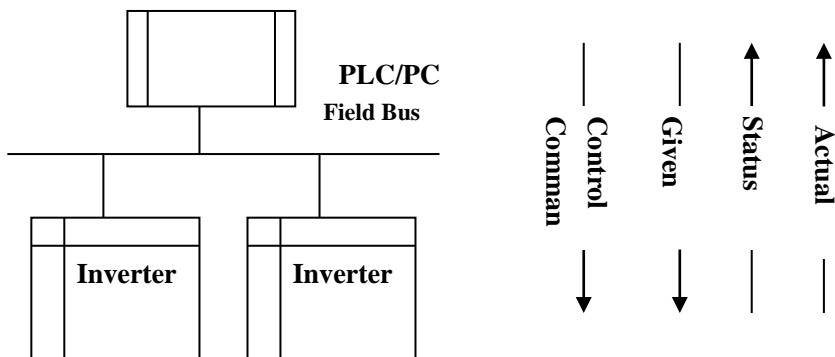 PLC/PC
Field Bus
Inverter
Inverter
Control
Comman
Given
Status
Actual